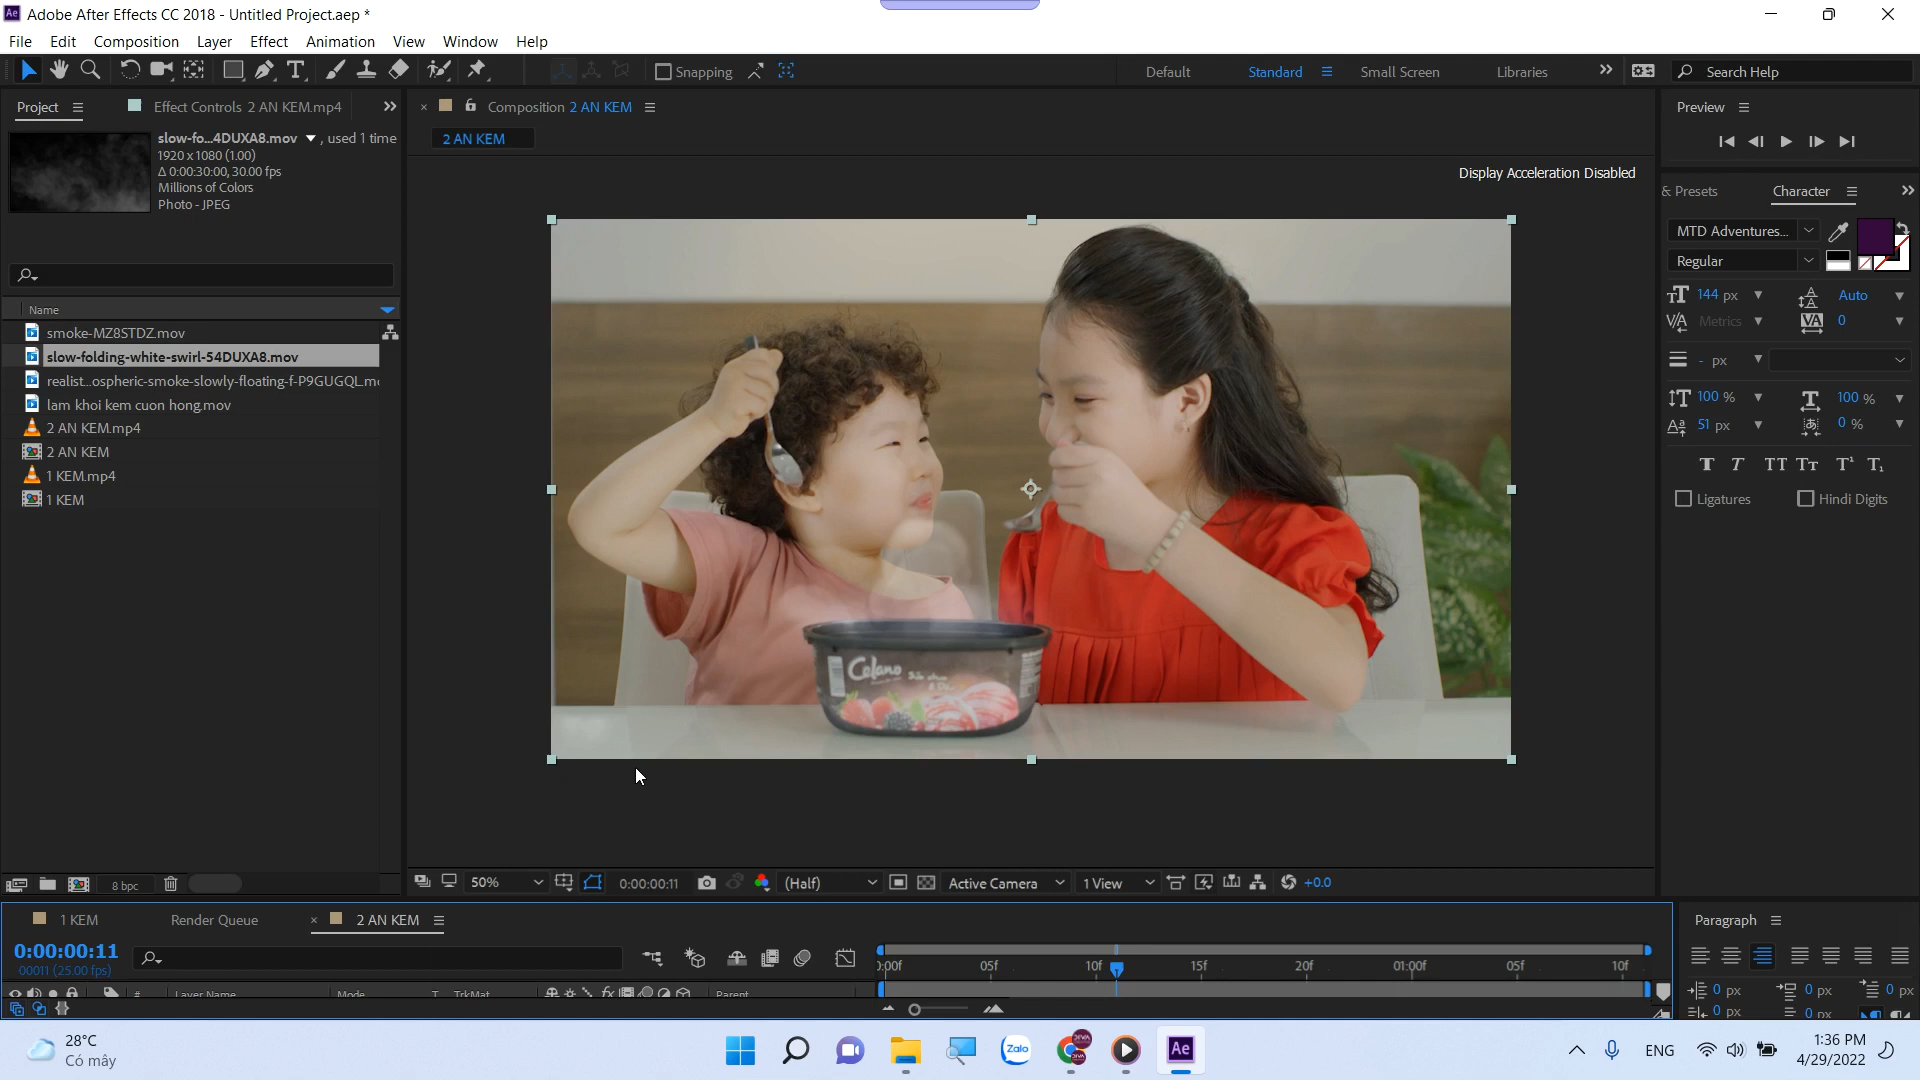 Adobe After Effects CC 2018 - Untitled Project.aep *
File Edit Composition Layer Effect Animation View Window Help
Snapping
Default Standard Small Screen Libraries Search Help
Project Effect Controls 2 AN KEM.mp4
slow-fo...4DUXA8.mov , used 1 time
1920 x 1080 (1.00)
Δ 0:00:30:00, 30.00 fps
Millions of Colors
Photo - JPEG
Name
smoke-MZ8STDZ.mov
slow-folding-white-swirl-54DUXA8.mov
realist...ospheric-smoke-slowly-floating-f-P9GUGQL.m
lam khoi kem cuon hong.mov
2 AN KEM.mp4
2 AN KEM
1 KEM.mp4
1 KEM
8 bpc
Composition 2 AN KEM
2 AN KEM
Display Acceleration Disabled
Celano
50% 0:00:00:11 (Half) Active Camera 1 View +0.0
Preview
& Presets Character
MTD Adventures...
Regular
144 px Auto
Metrics 0
- px
100 % 100 %
51 px 0 %
T T TT Tt T¹ T₁
Ligatures Hindi Digits
1 KEM Render Queue 2 AN KEM
0:00:00:11
00011 (25.00 fps)
0:00f 05f 10f 15f 20f 01:00f 05f 10f
# Layer Name Mode T TrkMat Parent
Paragraph
0 px 0 px 0 px
0 px 0 px
28°C
Có mây
Zalo
Ae
ENG
1:36 PM
4/29/2022